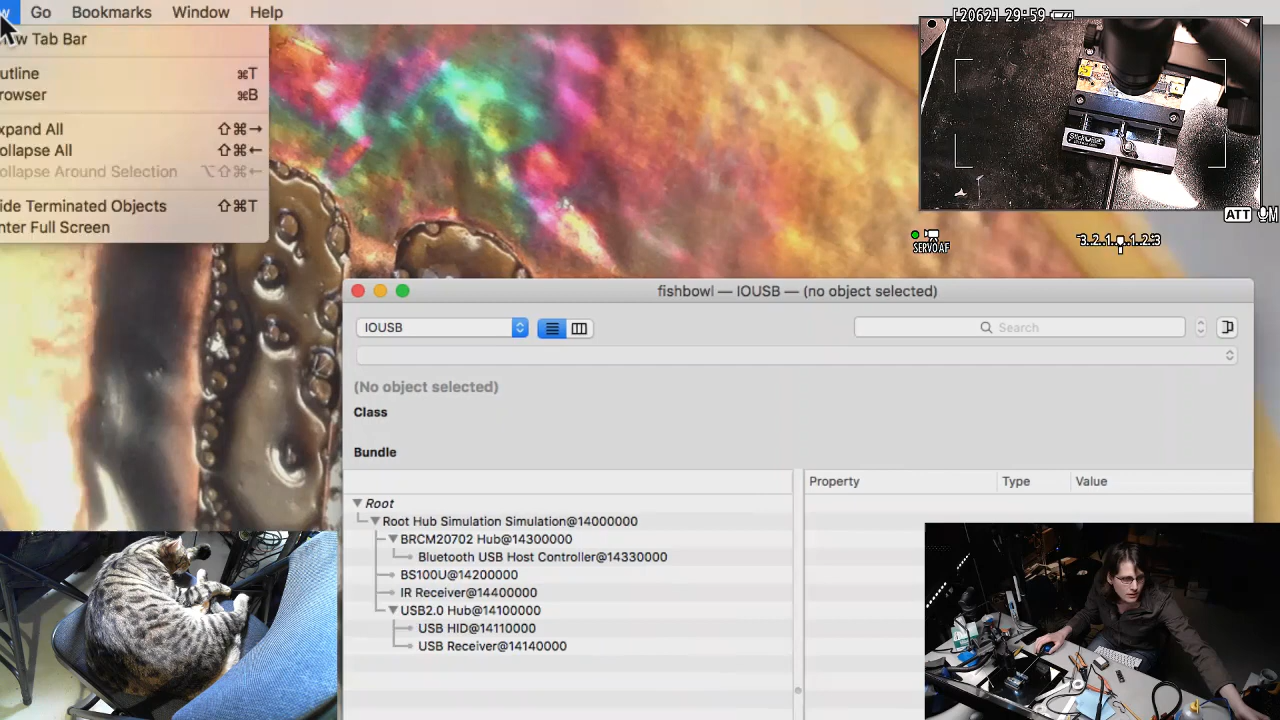 Go Bookmarks Window Help
w Tab Bar
utline ⌘T
rowser ⌘B
xpand All ⇧⌘→
ollapse All ⇧⌘←
ollapse Around Selection ⌥⇧⌘←
ide Terminated Objects ⇧⌘T
nter Full Screen
[2062] 29:59
STICKVISE
ATT M
SERVO AF
-3..2..1..0..1..2..3
fishbowl — IOUSB — (no object selected)
IOUSB
Search
(No object selected)
Class
Bundle
Property Type Value
Root
Root Hub Simulation Simulation@14000000
BRCM20702 Hub@14300000
Bluetooth USB Host Controller@14330000
BS100U@14200000
IR Receiver@14400000
USB2.0 Hub@14100000
USB HID@14110000
USB Receiver@14140000